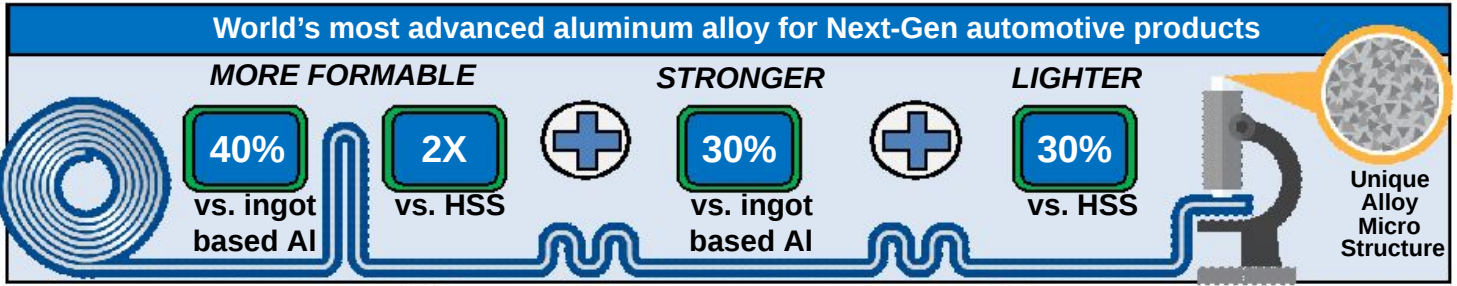 World's most advanced aluminum alloy for Next-Gen automotive products
MORE FORMABLE
40%
vs. ingot
based Al
2X
vs. HSS
STRONGER
30%
vs. ingot
based Al
LIGHTER
30%
vs. HSS
Unique
Alloy
Micro
Structure